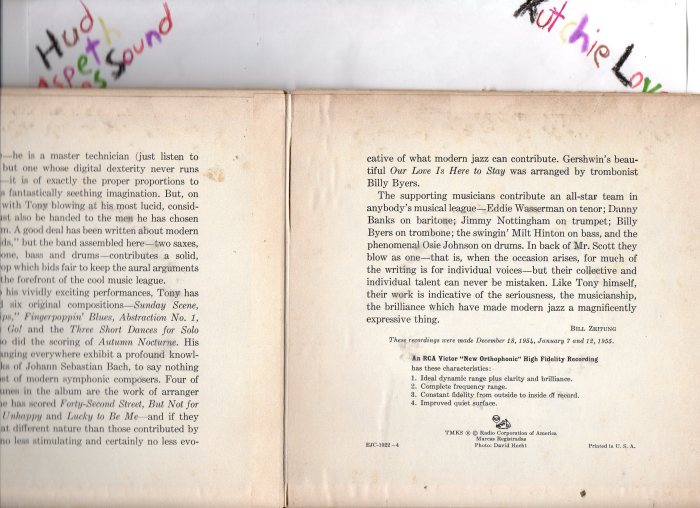 Hud
Aspeth
Sound
Kutchie Lov
—he is a master technician (just listen to
but one whose digital dexterity never runs
—it is of exactly the proper proportions to
s fantastically seething imagination. But, on
with Tony blowing at his most lucid, consid-
st also be handed to the men he has chosen
m. A good deal has been written about modern
ds," but the band assembled here—two saxes,
one, bass and drums—contributes a solid,
op which bids fair to keep the aural arguments
the forefront of the cool music league.
his vividly exciting performances, Tony has
d six original compositions—Sunday Scene,
ps," Fingerpoppin' Blues, Abstraction No. 1,
Go! and the Three Short Dances for Solo
o did the scoring of Autumn Nocturne. His
anging everywhere exhibit a profound knowl-
ks of Johann Sebastian Bach, to say nothing
st of modern symphonic composers. Four of
unes in the album are the work of arranger
he has scored Forty-Second Street, But Not for
Unhappy and Lucky to Be Me—and if they
at different nature than those contributed by
no less stimulating and certainly no less evo-
cative of what modern jazz can contribute. Gershwin's beau-
tiful Our Love Is Here to Stay was arranged by trombonist
Billy Byers.
The supporting musicians contribute an all-star team in
anybody's musical league—Eddie Wasserman on tenor; Danny
Banks on baritone; Jimmy Nottingham on trumpet; Billy
Byers on trombone; the swingin' Milt Hinton on bass, and the
phenomenal Osie Johnson on drums. In back of Mr. Scott they
blow as one—that is, when the occasion arises, for much of
the writing is for individual voices—but their collective and
individual talent can never be mistaken. Like Tony himself,
their work is indicative of the seriousness, the musicianship,
the brilliance which have made modern jazz a magnificently
expressive thing.
BILL ZEITUNG
These recordings were made December 18, 1954, January 7 and 12, 1955.
An RCA Victor "New Orthophonic" High Fidelity Recording
has these characteristics:
1. Ideal dynamic range plus clarity and brilliance.
2. Complete frequency range.
3. Constant fidelity from outside to inside of record.
4. Improved quiet surface.
TMKS ® © Radio Corporation of America
Marcas Registradas
EJC-1022-4 Photo: David Hecht Printed in U. S. A.